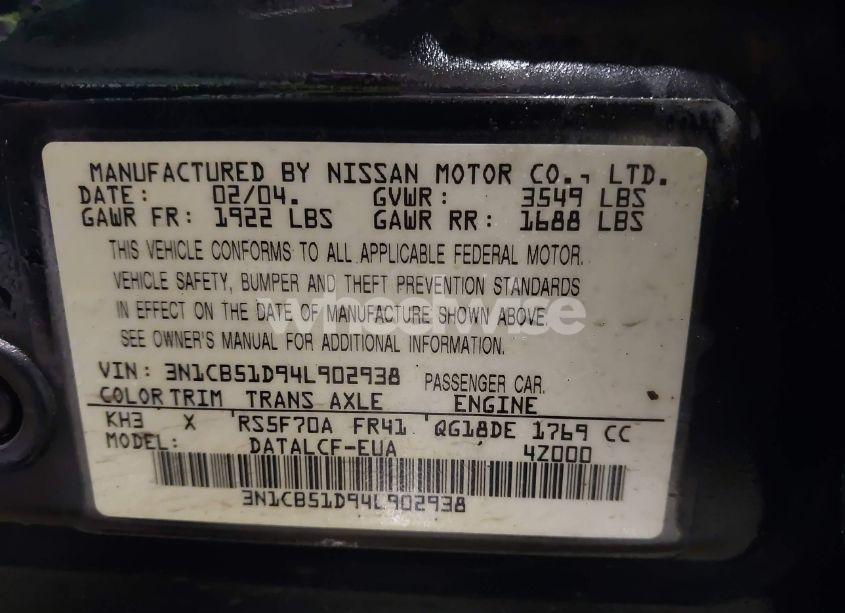 MANUFACTURED BY NISSAN MOTOR CO., LTD.
DATE: 02/04. GVWR: 3549 LBS
GAWR FR: 1922 LBS GAWR RR: 1688 LBS
THIS VEHICLE CONFORMS TO ALL APPLICABLE FEDERAL MOTOR.
VEHICLE SAFETY, BUMPER AND THEFT PREVENTION STANDARDS
IN EFFECT ON THE DATE OF MANUFACTURE SHOWN ABOVE.
SEE OWNER'S MANUAL FOR ADDITIONAL INFORMATION.
wheelwise
VIN: 3N1CB51D94L902938 PASSENGER CAR.
COLOR TRIM TRANS AXLE ENGINE
KH3 X RS5F70A FR41 QG18DE 1769 CC
MODEL: DATALCF-EUA 4Z000
3N1CB51D94L902938